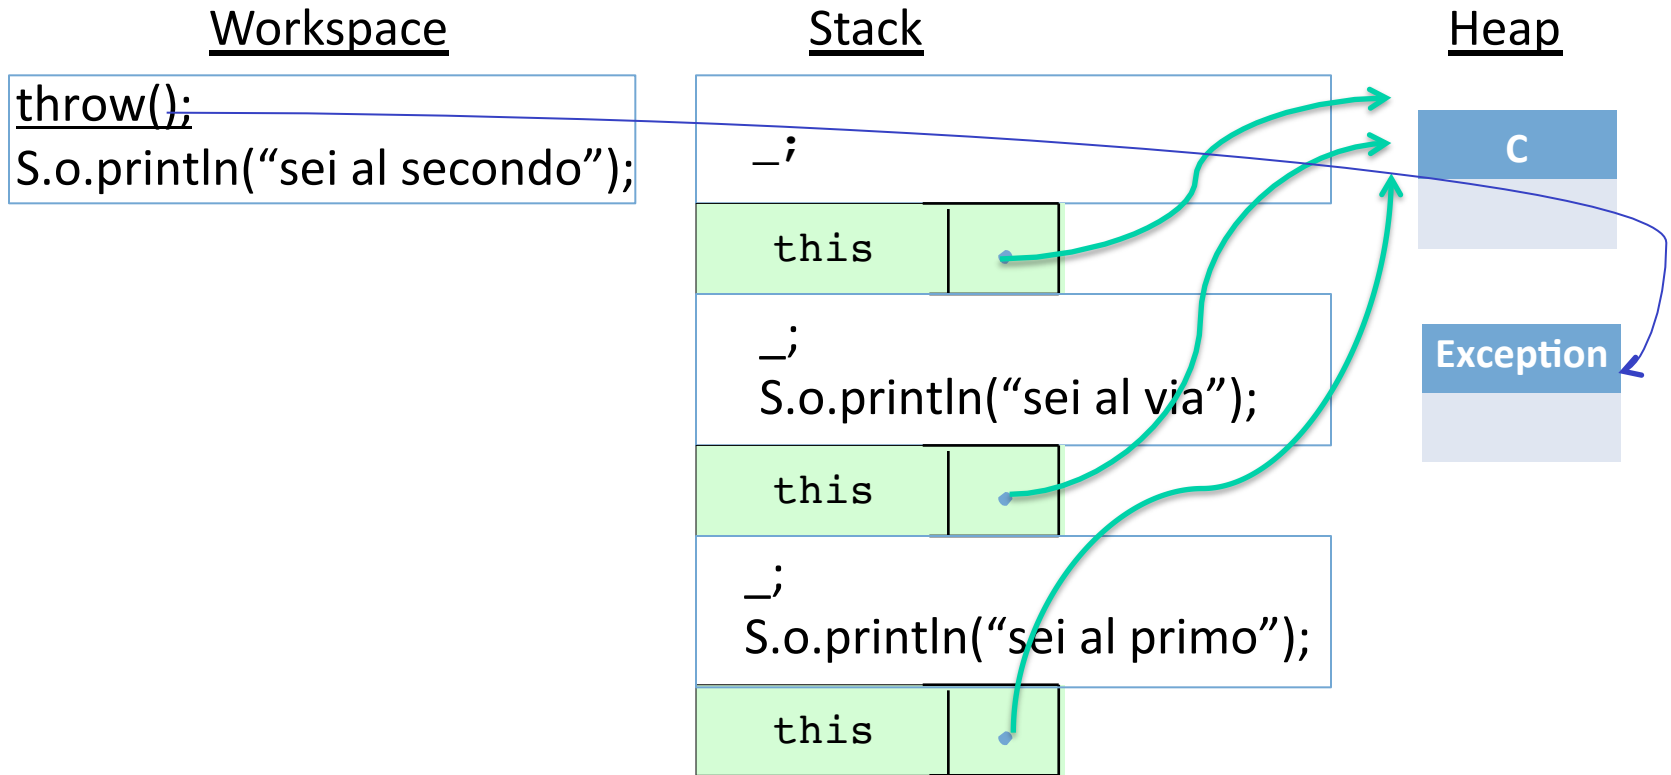 Workspace
throw();
S.o.println(“sei al secondo”);
Stack
_;
this
_;
S.o.println(“sei al via”);
this
_;
S.o.println(“sei al primo”);
this
Heap
C
Exception